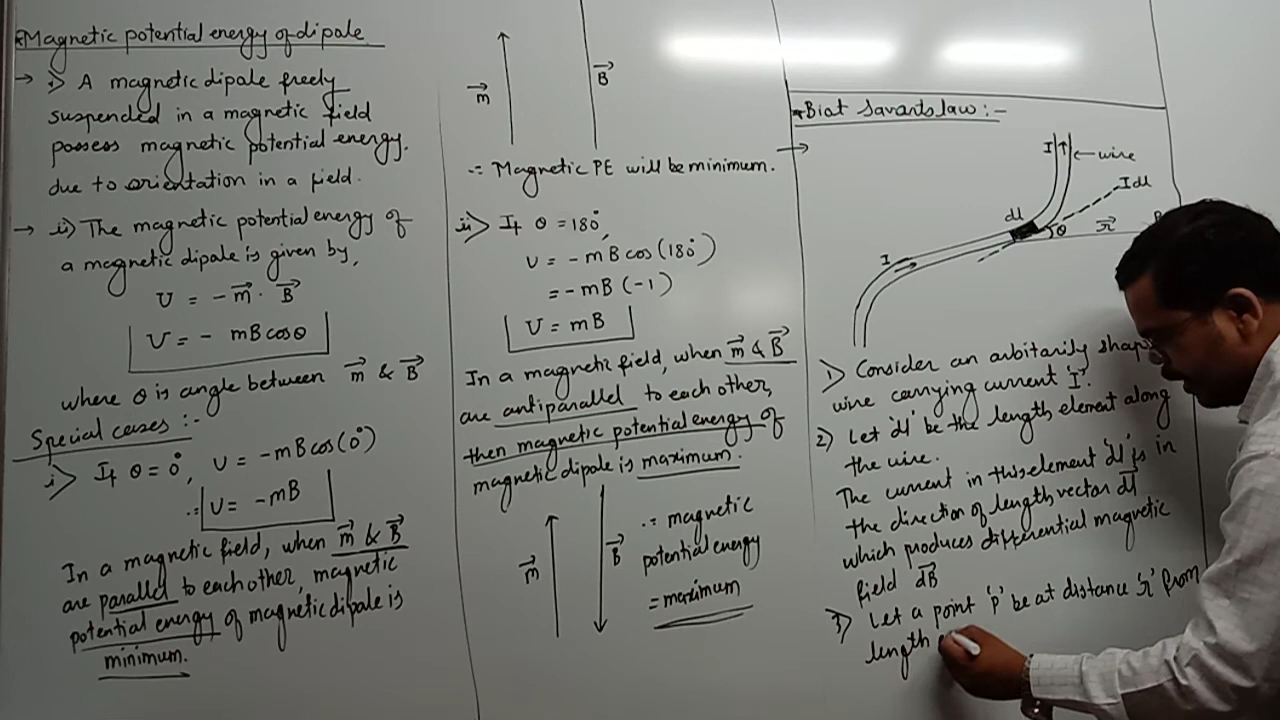 *Magnetic potential energy of dipole
→ i) A magnetic dipole freely
suspended in a magnetic field
possess magnetic potential energy.
due to orientation in a field.
→ ii) The magnetic potential energy of
a magnetic dipole is given by,
U = - m⃗ . B⃗
U = - mBcosθ
where θ is angle between m⃗ & B⃗
Special cases :-
i) If θ = 0°, U = -mBcos(0°)
∴ U = -mB
In a magnetic field, when m⃗ & B⃗
are parallel to each other, magnetic
potential energy of magnetic dipole is
minimum.
m⃗
B⃗
∴ Magnetic PE will be minimum.
ii) If θ = 180°,
U = - mBcos(180°)
= - mB (-1)
U = mB
In a magnetic field, when m⃗ & B⃗
are antiparallel to each other,
then magnetic potential energy of
magnetic dipole is maximum.
m⃗
B⃗
∴ magnetic
potential energy
= maximum
*Biot Savarts law :-
→
I
← wire
Idl
dl
θ
r⃗
I
1) Consider an arbitarily shap
wire carrying current 'I'.
2) Let 'dl' be the length element along
the wire.
The current in this element 'dl' is in
the direction of length vector dl⃗
which produces differential magnetic
field dB⃗
3) Let a point 'p' be at distance 'r' from
length